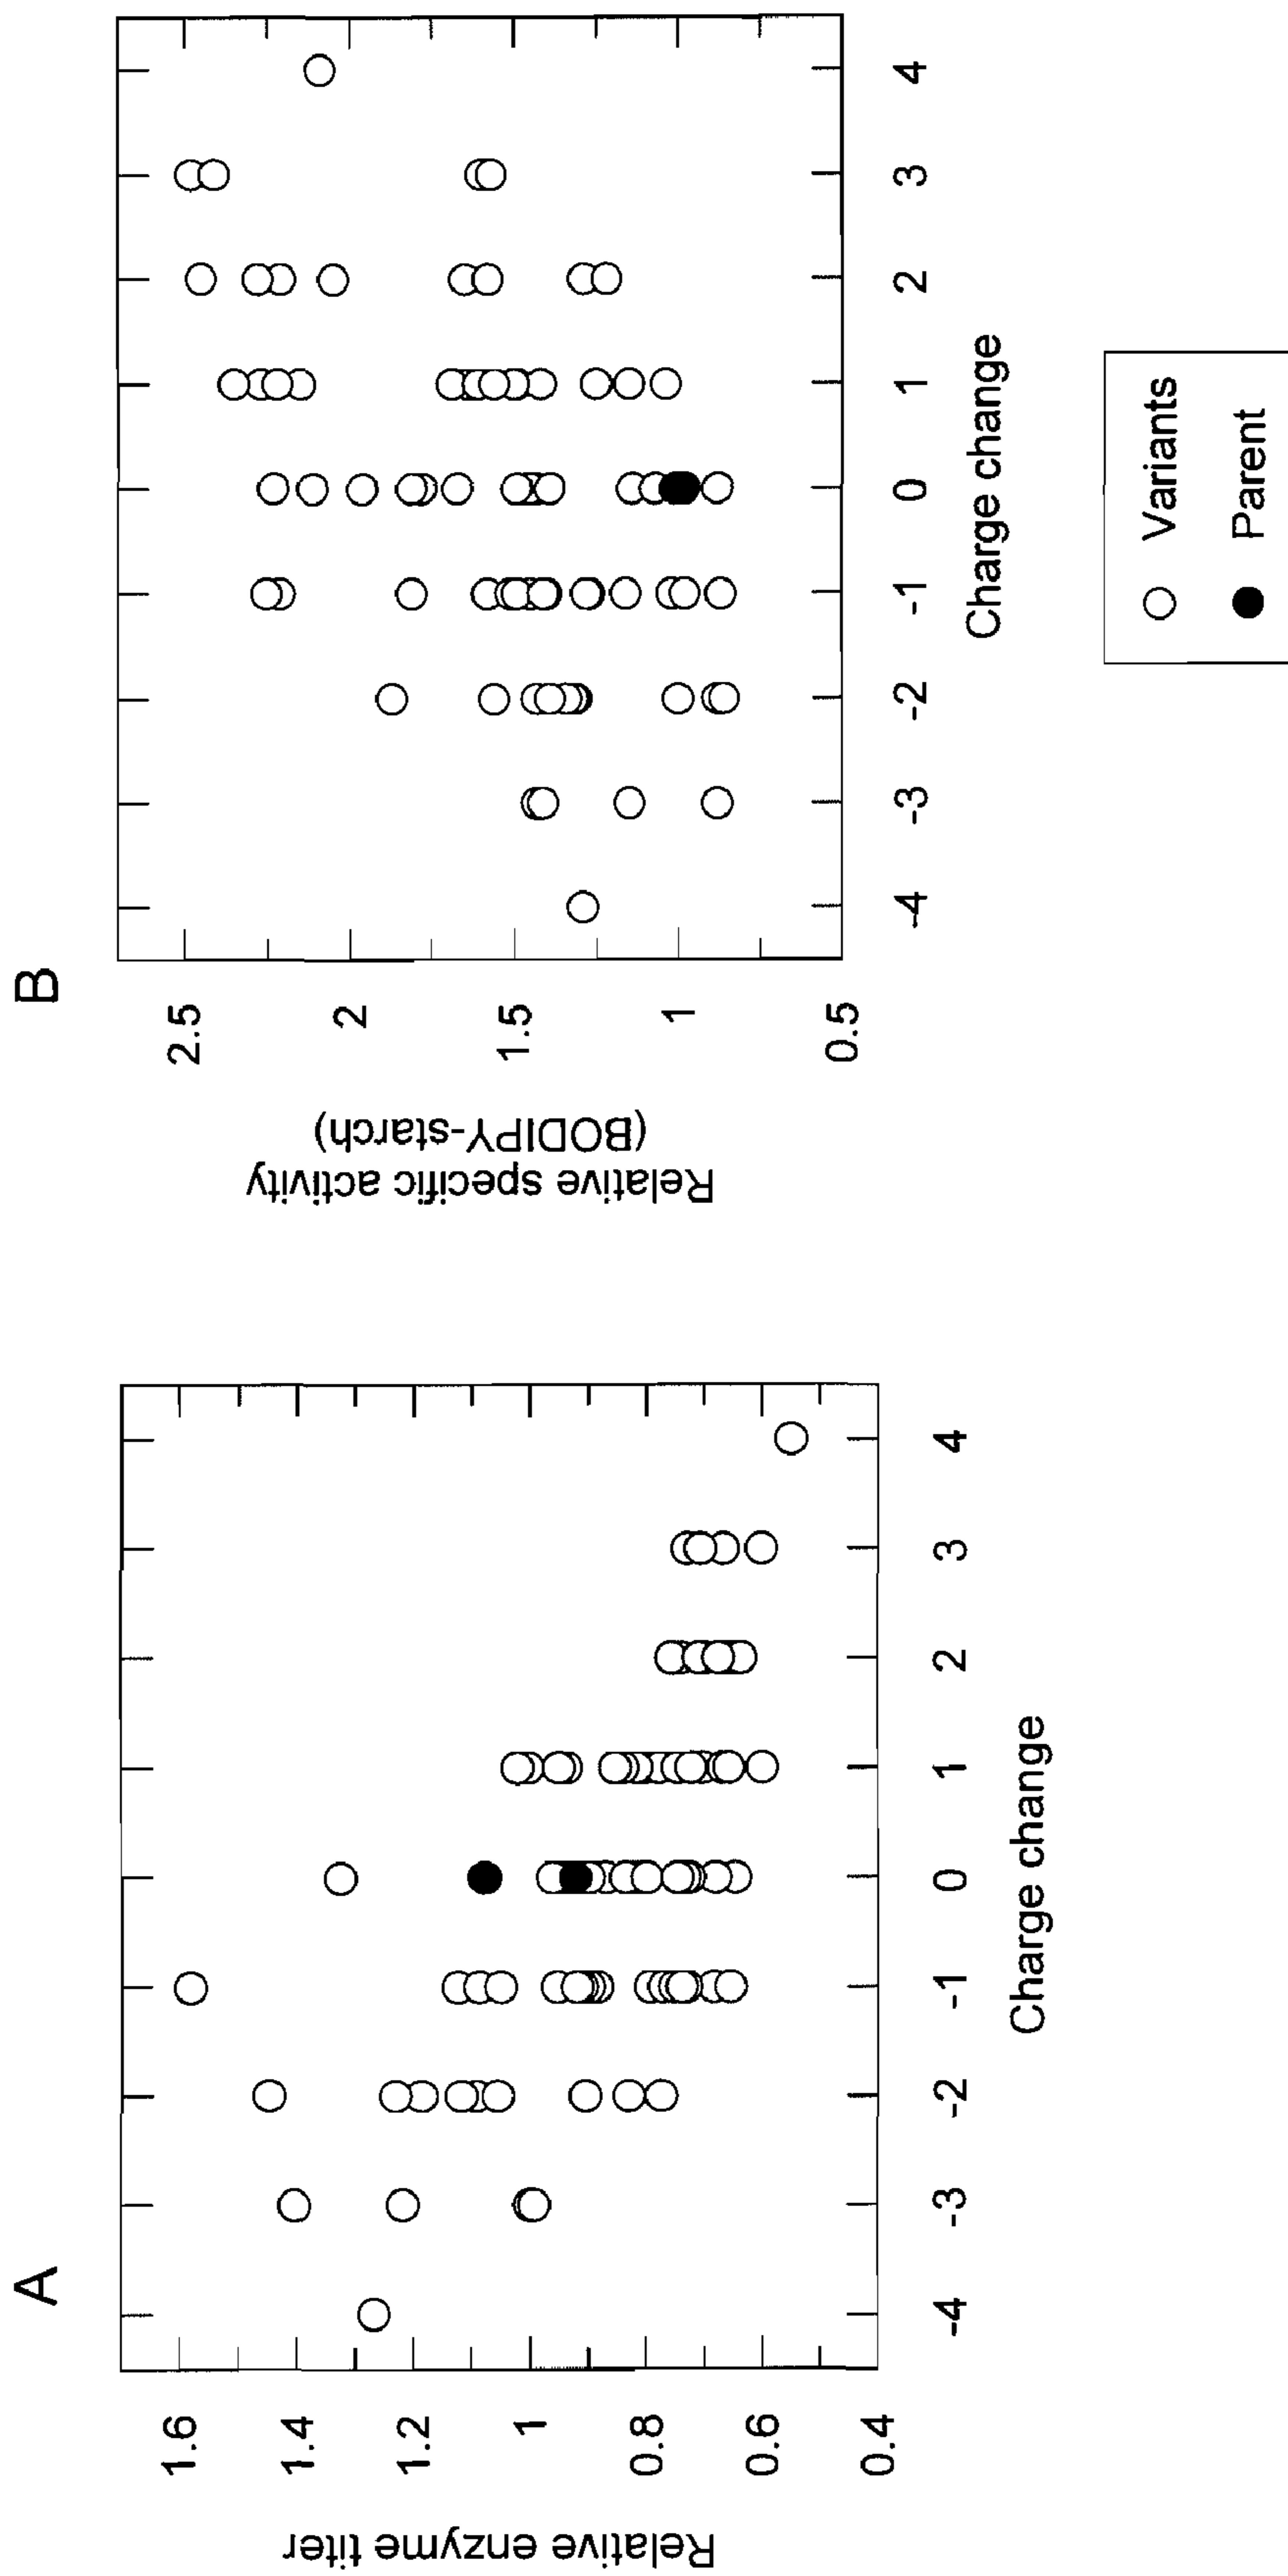 A
Relative enzyme titer
1.6
1.4
1.2
1
0.8
0.6
0.4
-4 -3 -2 -1 0 1 2 3 4
Charge change
B
Relative specific activity
(BODIPY-starch)
2.5
2
1.5
1
0.5
-4 -3 -2 -1 0 1 2 3 4
Charge change
Variants
Parent